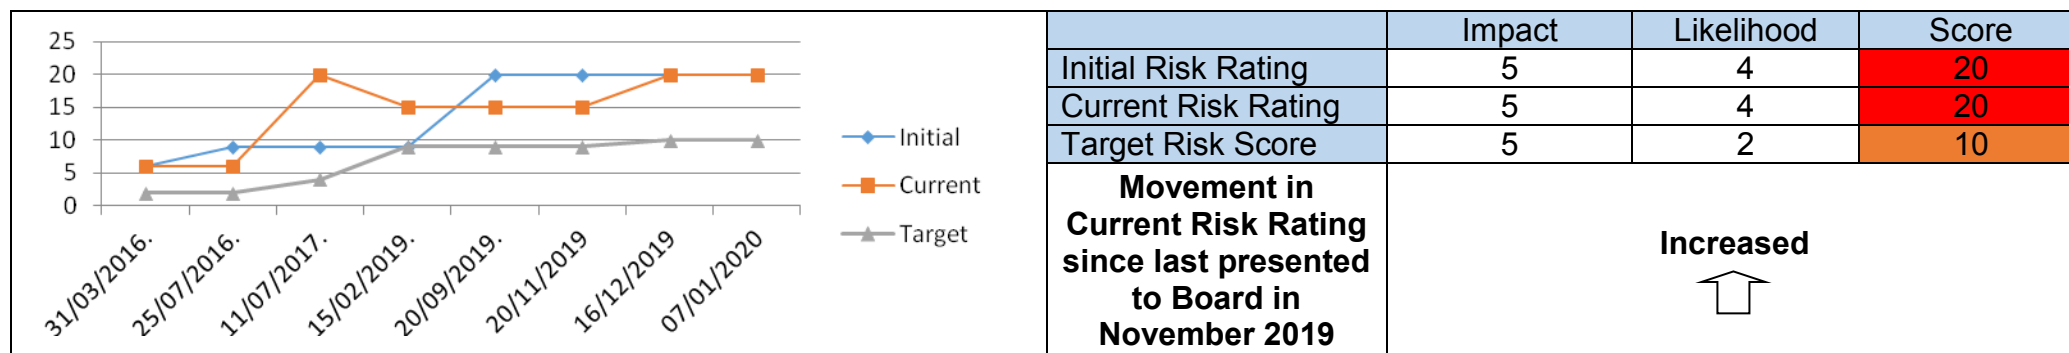 25
20
15
10
5
0
31/03/2016.
25/07/2016.
11/07/2017.
15/02/2019.
20/09/2019.
20/11/2019
16/12/2019
07/01/2020
Initial
Current
Target
Impact Likelihood Score
Initial Risk Rating 5 4 20
Current Risk Rating 5 4 20
Target Risk Score 5 2 10
Movement in
Current Risk Rating
since last presented
to Board in
November 2019
Increased